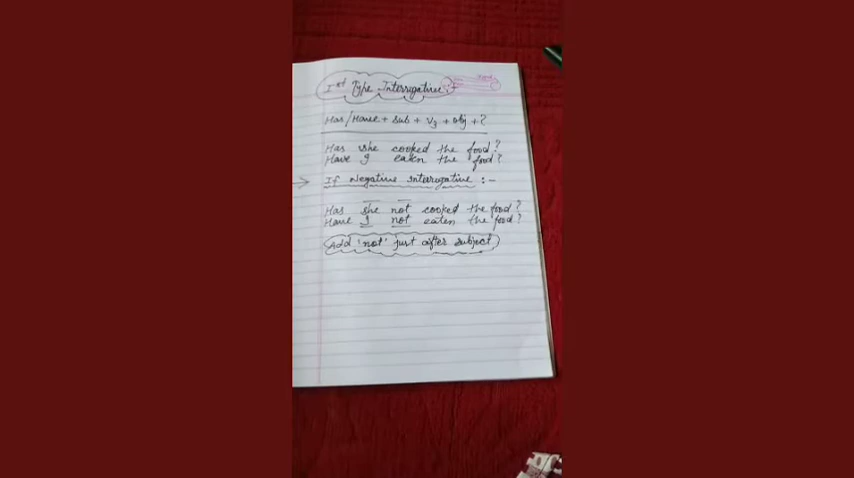 Ist Type Interrogative :-
Has/Have + sub + V3 + obj + ?
Has she cooked the food ?
Have I eaten the food ?
→ If Negative interrogative :-
Has she not cooked the food ?
Have I not eaten the food ?
Add 'not' just after subject